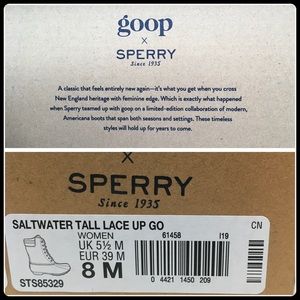 goop
X
SPERRY
Since 1935
A classic that feels entirely new again—it's what you get when you cross
New England heritage with feminine edge. Which is exactly what happened
when Sperry teamed up with goop on a limited-edition collaboration of modern,
Americana boots that span both seasons and settings. These timeless
styles will hold up for years to come.
X
SPERRY
Since 1935
SALTWATER TALL LACE UP GO CN
WOMEN 61458 I19
UK 5½ M
EUR 39 M
8 M
STS85329 0 4421 1450 209